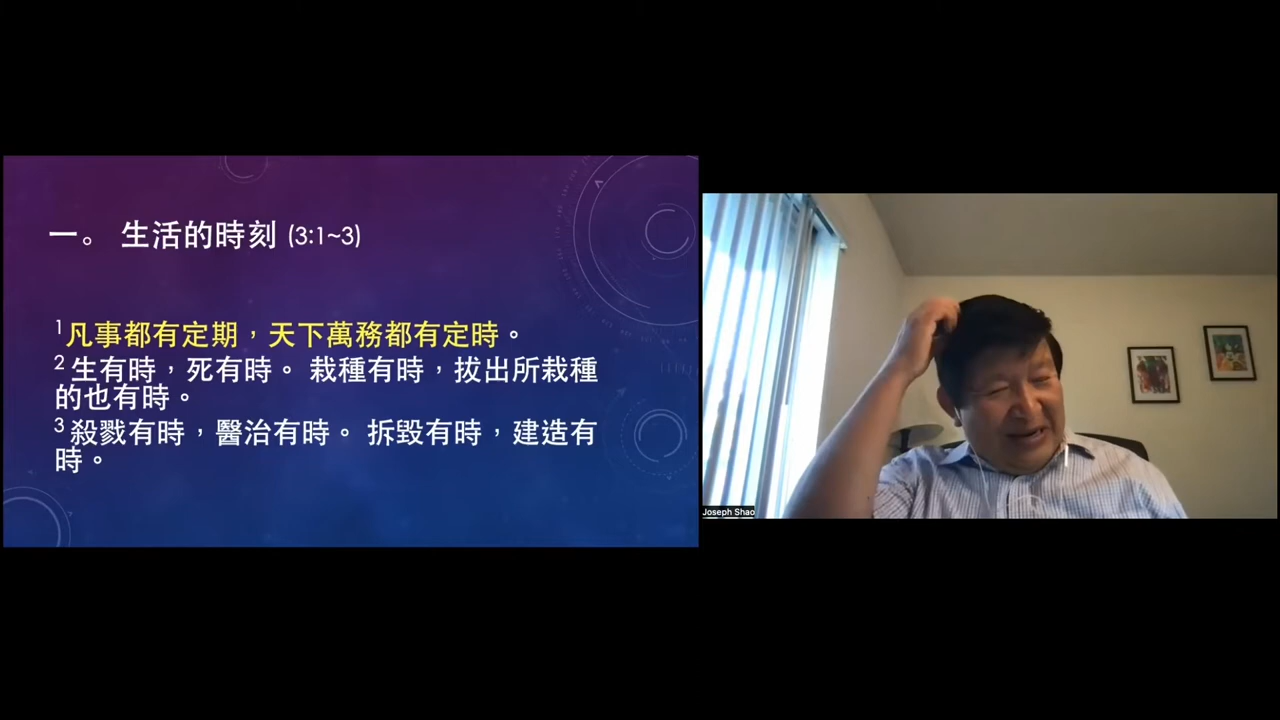 一。 生活的時刻 (3:1~3)
1凡事都有定期，天下萬務都有定時。
2 生有時，死有時。 栽種有時，拔出所栽種
的也有時。
3 殺戮有時，醫治有時。 拆毀有時，建造有
時。
Joseph Shao